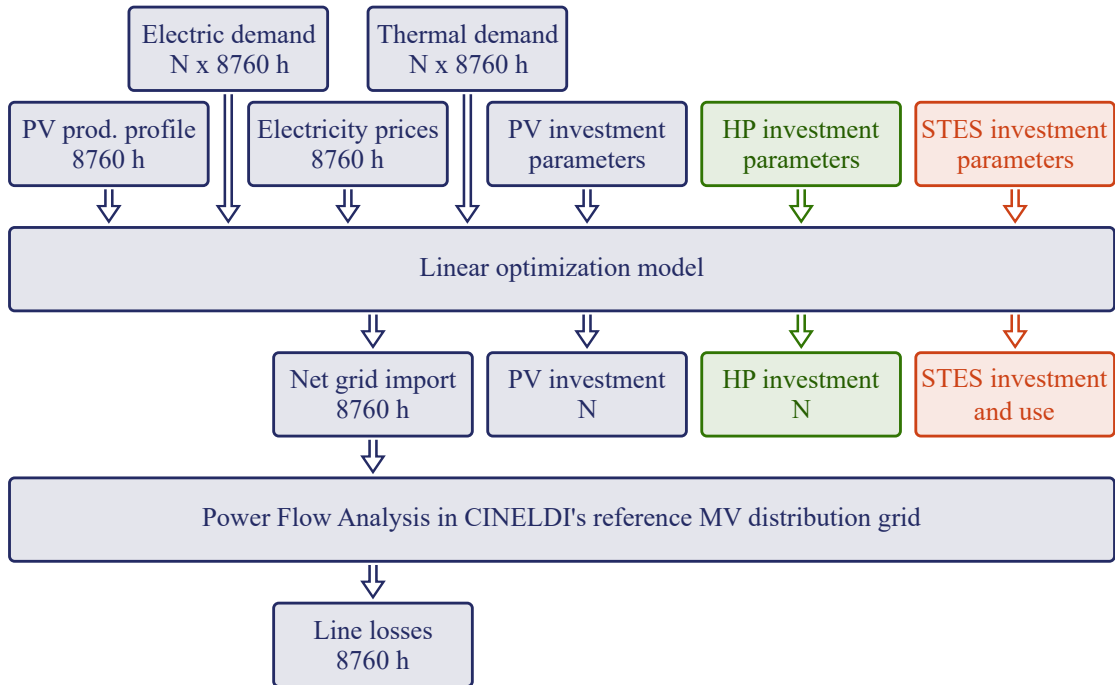 Electric demand
N x 8760 h
Thermal demand
N x 8760 h
PV prod. profile
8760 h
Electricity prices
8760 h
PV investment
parameters
HP investment
parameters
STES investment
parameters
Linear optimization model
Net grid import
8760 h
PV investment
N
HP investment
N
STES investment
and use
Power Flow Analysis in CINELDI's reference MV distribution grid
Line losses
8760 h